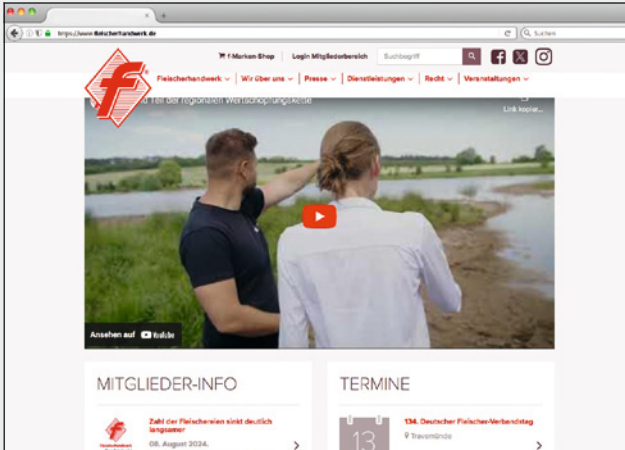 https://www.fleischerhandwerk.de
Suchen
f-Marken-Shop
Login Mitgliederbereich
Suchbegriff
Fleischerhandwerk
Wir über uns
Presse
Dienstleistungen
Recht
Veranstaltungen
nd Teil der regionalen Wertschöpfungskette
Link kopier...
Ansehen auf YouTube
MITGLIEDER-INFO
TERMINE
Zahl der Fleischereien sinkt deutlich
langsamer
08. August 2024.
13
134. Deutscher Fleischer-Verbandstag
Travemünde